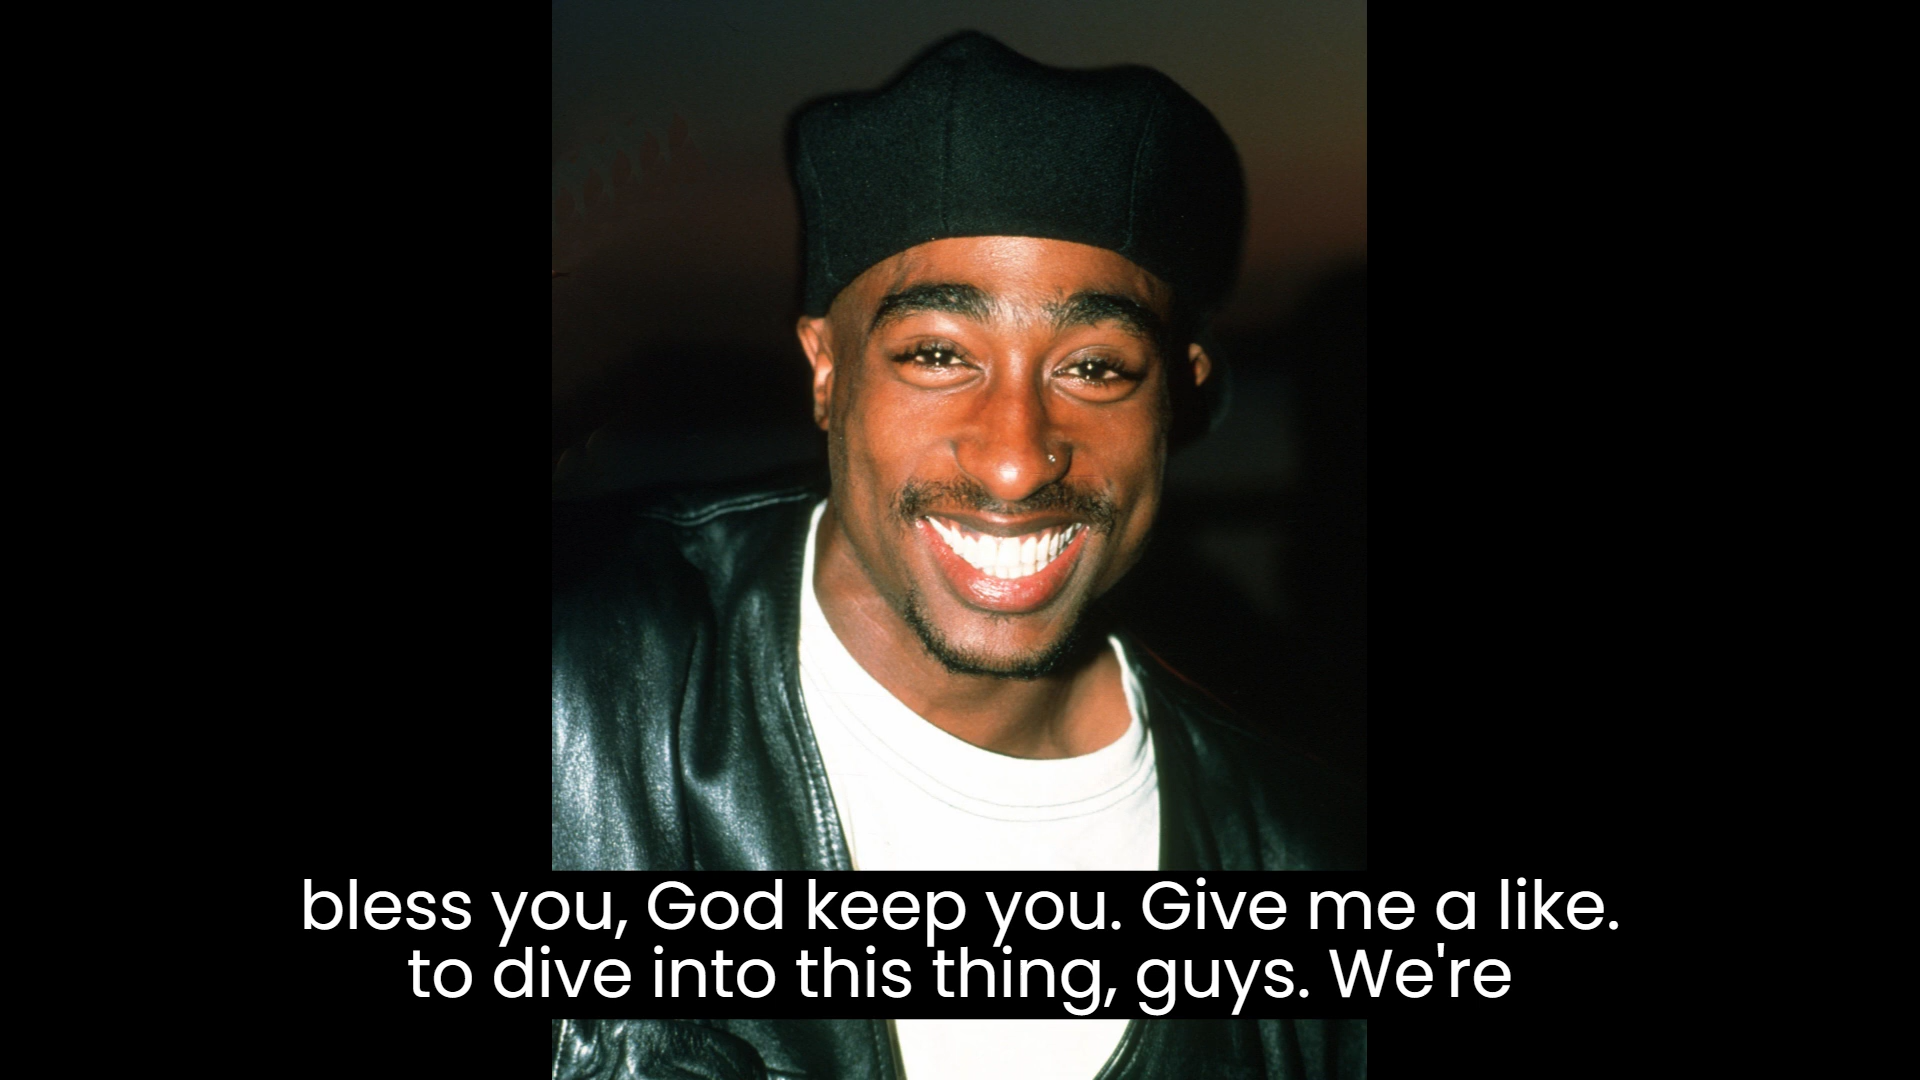 bless you, God keep you. Give me a like.
to dive into this thing, guys. We're